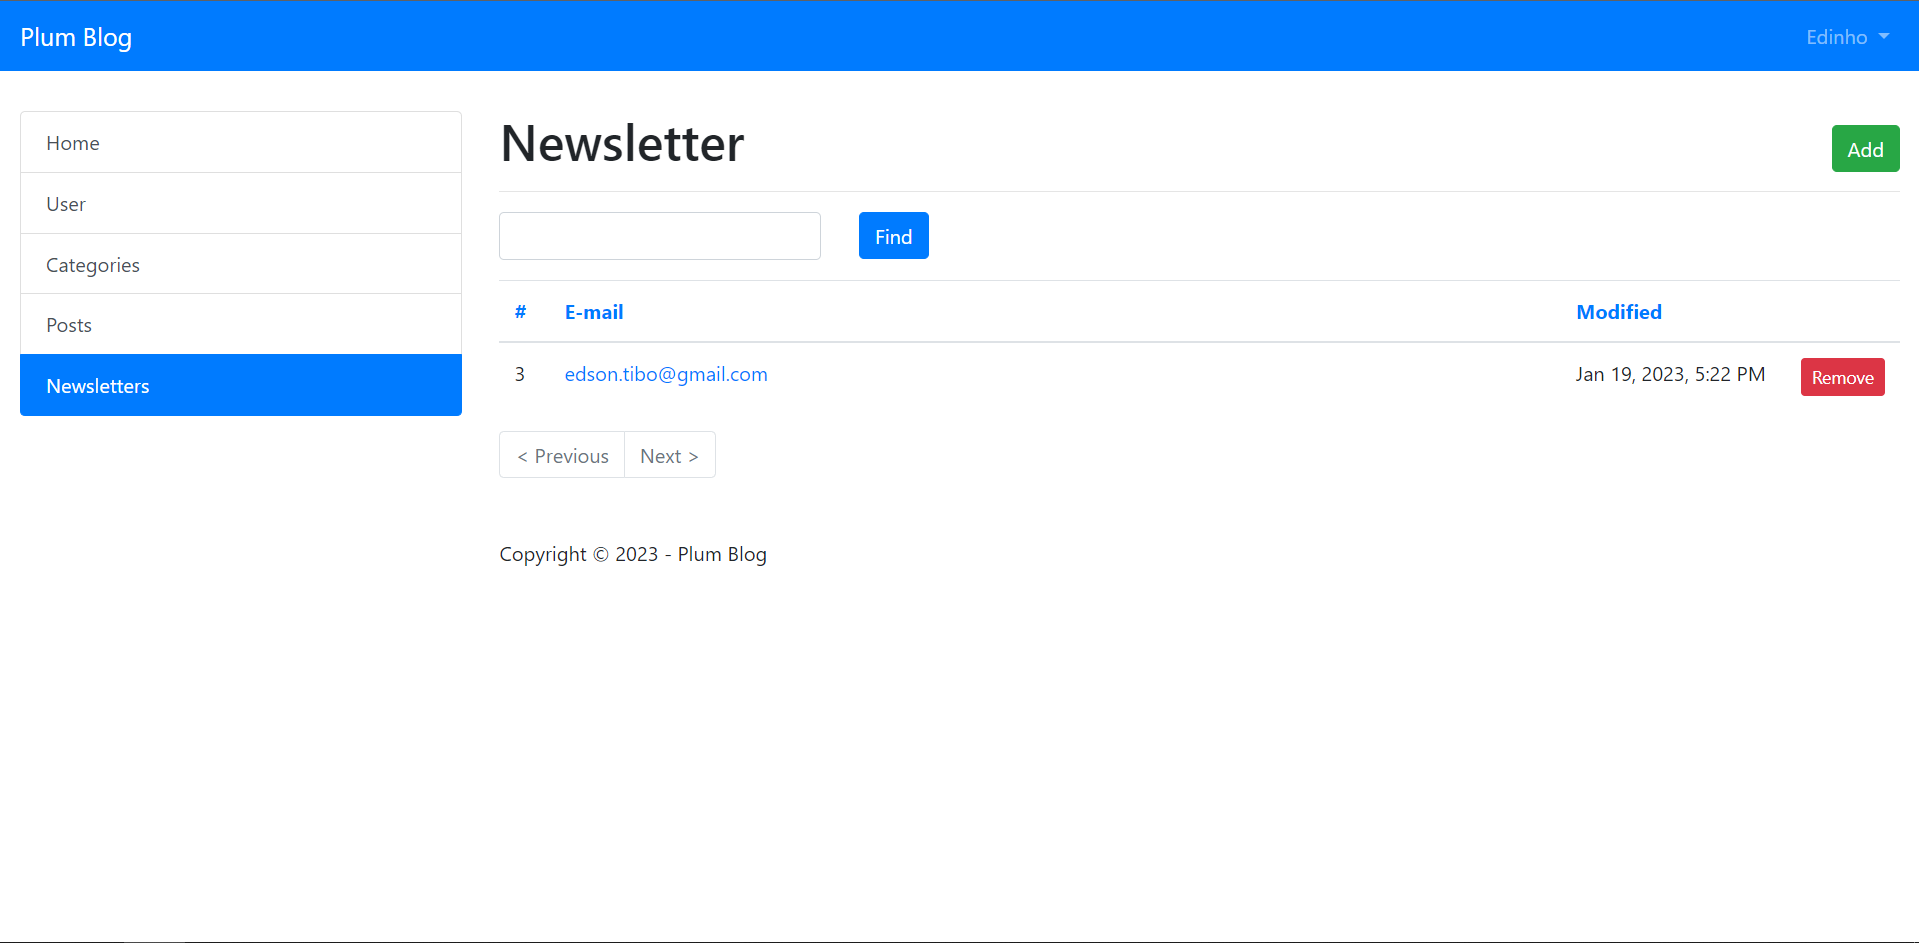 Plum Blog
Edinho
Home
User
Categories
Posts
Newsletters
Newsletter
Add
Find
# E-mail Modified
3 edson.tibo@gmail.com Jan 19, 2023, 5:22 PM Remove
< Previous Next >
Copyright © 2023 - Plum Blog